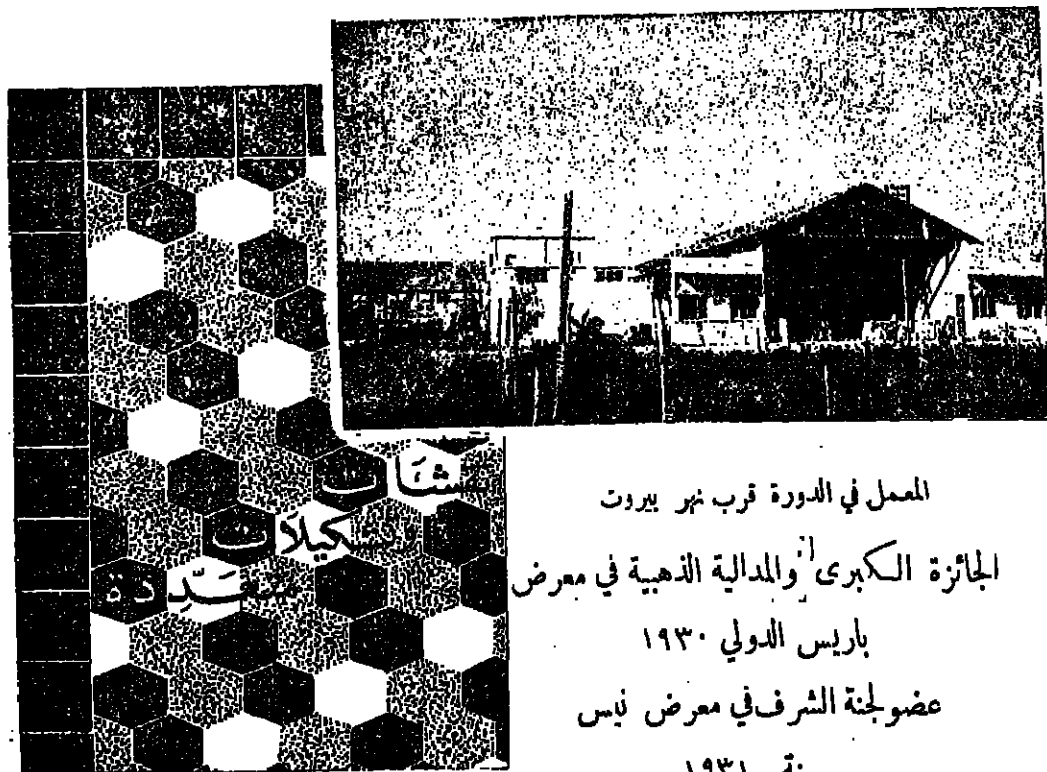 المعمل في الدورة قرب نهر بيروت
الجائزة الكبرى والمدالية الذهبية في معرض
باريس الدولي ١٩٣٠
عضو لجنة الشرف في معرض نيس
١٩٣١